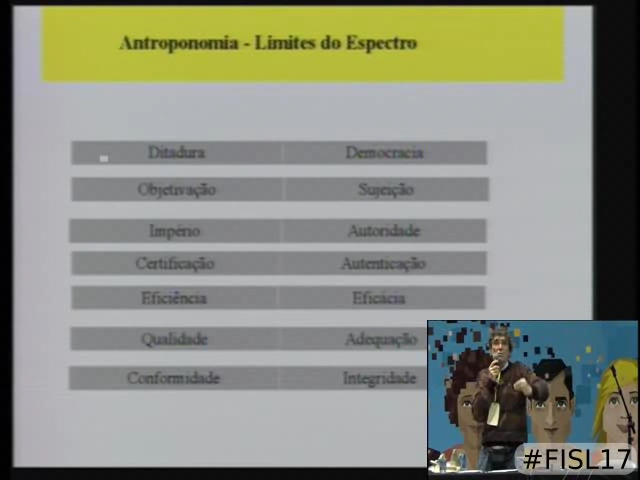 Antroponomia - Limites do Espectro
Ditadura Democracia
Objetivação Sujeição
Império Autoridade
Certificação Autenticação
Eficiência Eficácia
Qualidade Adequação
Conformidade Integridade
#FISL17